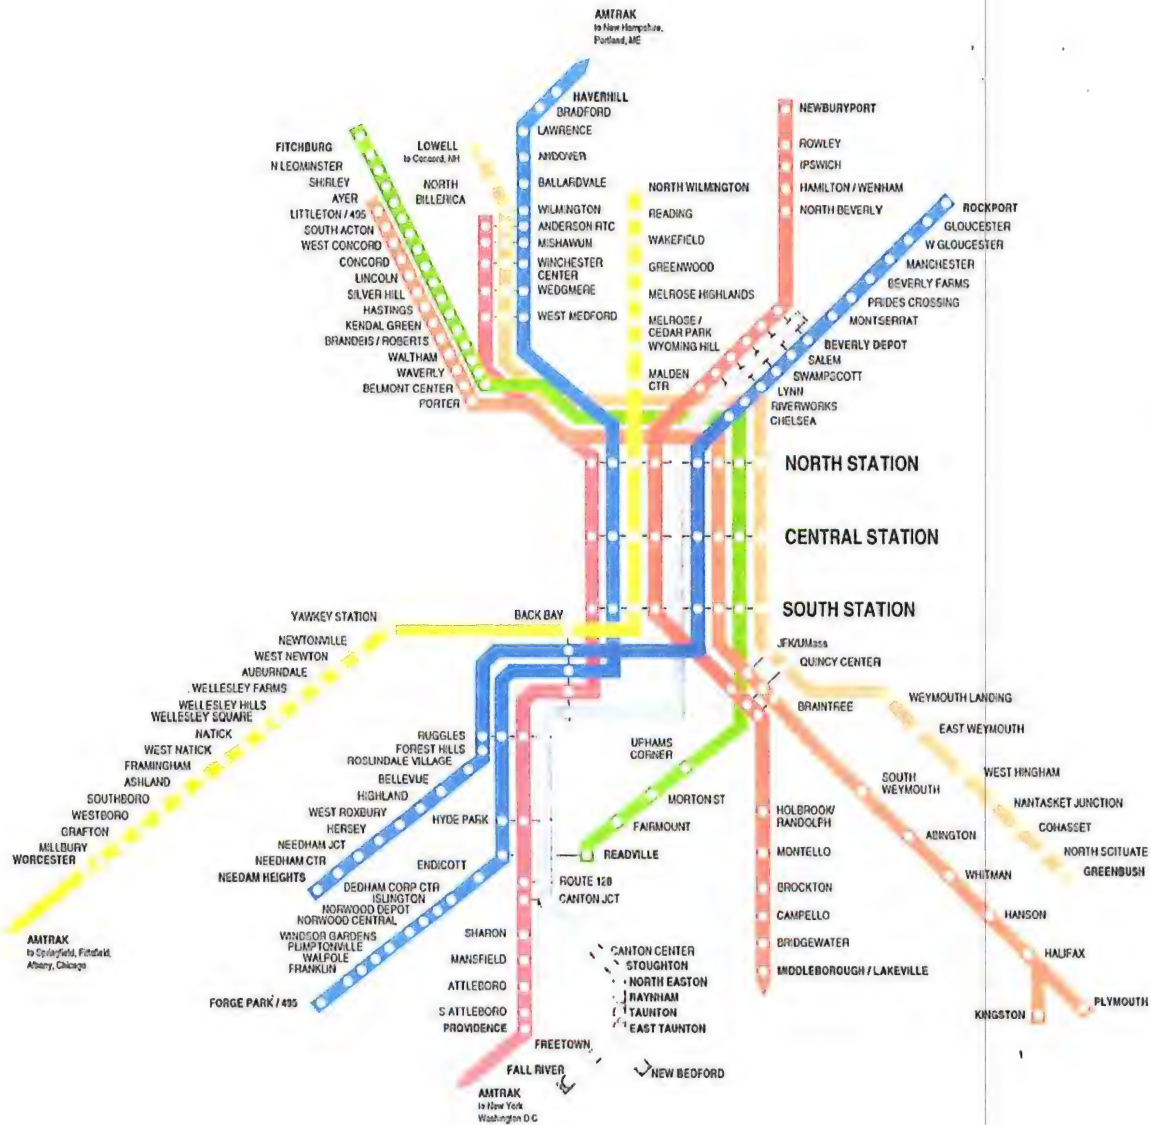 AMTRAK
to New Hampshire,
Portland, ME
HAVERHILL
BRADFORD
LAWRENCE
ANDOVER
BALLARDVALE
WILMINGTON
ANDERSON RTC
MISHAWUM
WINCHESTER
CENTER
WEDGMERE
WEST MEDFORD
LOWELL
to Concord, NH
NORTH
BILLERICA
FITCHBURG
N LEOMINSTER
SHIRLEY
AYER
LITTLETON / 495
SOUTH ACTON
WEST CONCORD
CONCORD
LINCOLN
SILVER HILL
HASTINGS
KENDAL GREEN
BRANDEIS / ROBERTS
WALTHAM
WAVERLY
BELMONT CENTER
PORTER
NORTH WILMINGTON
READING
WAKEFIELD
GREENWOOD
MELROSE HIGHLANDS
MELROSE /
CEDAR PARK
WYOMING HILL
MALDEN
CTR
NEWBURYPORT
ROWLEY
IPSWICH
HAMILTON / WENHAM
NORTH BEVERLY
ROCKPORT
GLOUCESTER
W GLOUCESTER
MANCHESTER
BEVERLY FARMS
PRIDES CROSSING
MONTSERRAT
BEVERLY DEPOT
SALEM
SWAMPSCOTT
LYNN
RIVERWORKS
CHELSEA
NORTH STATION
CENTRAL STATION
SOUTH STATION
YAWKEY STATION
BACK BAY
NEWTONVILLE
WEST NEWTON
AUBURNDALE
WELLESLEY FARMS
WELLESLEY HILLS
WELLESLEY SQUARE
NATICK
WEST NATICK
FRAMINGHAM
ASHLAND
SOUTHBORO
WESTBORO
GRAFTON
MILLBURY
WORCESTER
AMTRAK
to Springfield, Pittsfield,
Albany, Chicago
RUGGLES
FOREST HILLS
ROSLINDALE VILLAGE
BELLEVUE
HIGHLAND
WEST ROXBURY
HERSEY
NEEDHAM JCT
NEEDHAM CTR
NEEDAM HEIGHTS
HYDE PARK
ENDICOTT
DEDHAM CORP CTR
ISLINGTON
NORWOOD DEPOT
NORWOOD CENTRAL
WINDSOR GARDENS
PLIMPTONVILLE
WALPOLE
FRANKLIN
FORGE PARK / 495
ROUTE 128
CANTON JCT
SHARON
MANSFIELD
ATTLEBORO
S ATTLEBORO
PROVIDENCE
AMTRAK
to New York
Washington D C
CANTON CENTER
STOUGHTON
NORTH EASTON
RAYNHAM
TAUNTON
EAST TAUNTON
FREETOWN
FALL RIVER
NEW BEDFORD
UPHAMS
CORNER
MORTON ST
FAIRMOUNT
READVILLE
JFK/UMass
QUINCY CENTER
BRAINTREE
HOLBROOK/
RANDOLPH
MONTELLO
BROCKTON
CAMPELLO
BRIDGEWATER
MIDDLEBOROUGH / LAKEVILLE
SOUTH
WEYMOUTH
ABINGTON
WHITMAN
HANSON
HALIFAX
KINGSTON
PLYMOUTH
WEYMOUTH LANDING
EAST WEYMOUTH
WEST HINGHAM
NANTASKET JUNCTION
COHASSET
NORTH SCITUATE
GREENBUSH